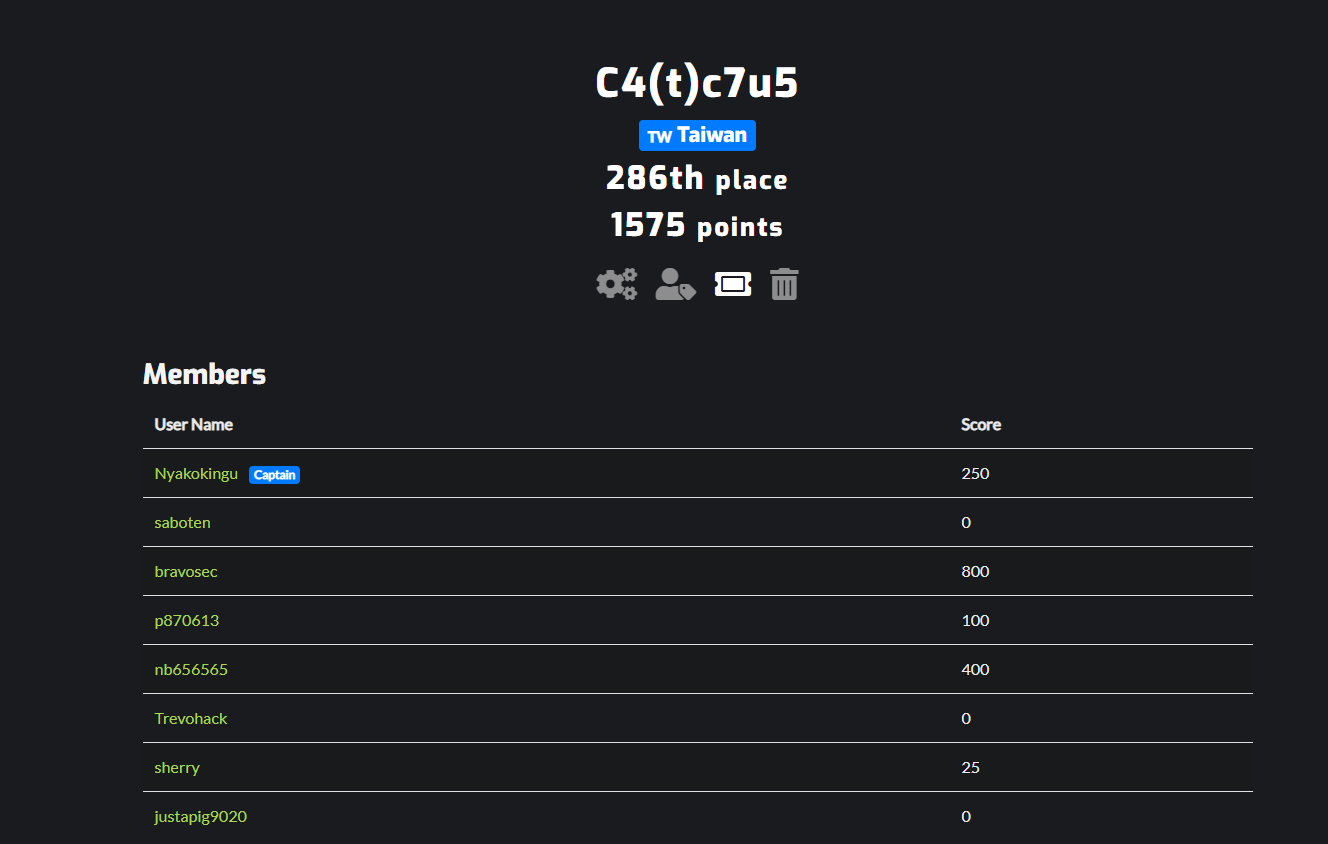 C4(t)c7u5
TW Taiwan
286th place
1575 points
Members
User Name Score
Nyakokingu Captain 250
saboten 0
bravosec 800
p870613 100
nb656565 400
Trevohack 0
sherry 25
justapig9020 0